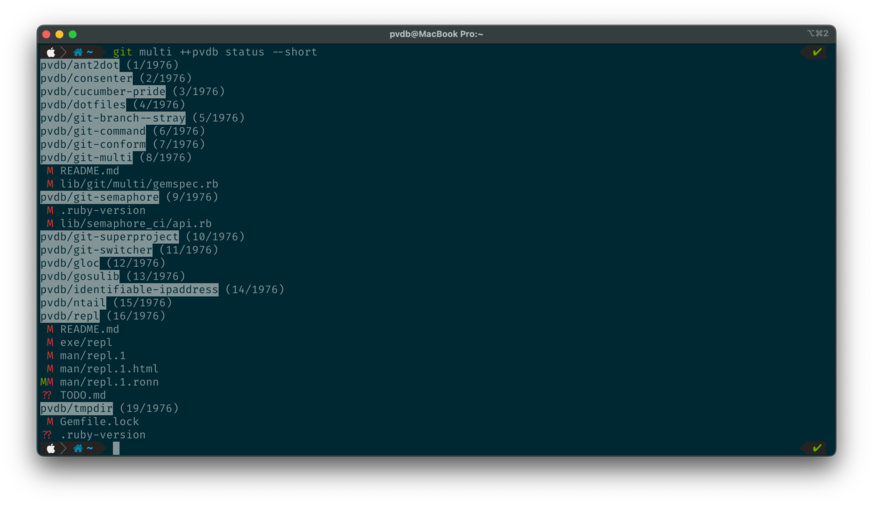 pvdb@MacBook Pro:~
⌥⌘2
~ git multi ++pvdb status --short ✔
pvdb/ant2dot (1/1976)
pvdb/consenter (2/1976)
pvdb/cucumber-pride (3/1976)
pvdb/dotfiles (4/1976)
pvdb/git-branch--stray (5/1976)
pvdb/git-command (6/1976)
pvdb/git-conform (7/1976)
pvdb/git-multi (8/1976)
M README.md
M lib/git/multi/gemspec.rb
pvdb/git-semaphore (9/1976)
M .ruby-version
M lib/semaphore_ci/api.rb
pvdb/git-superproject (10/1976)
pvdb/git-switcher (11/1976)
pvdb/gloc (12/1976)
pvdb/gosulib (13/1976)
pvdb/identifiable-ipaddress (14/1976)
pvdb/ntail (15/1976)
pvdb/repl (16/1976)
M README.md
M exe/repl
M man/repl.1
M man/repl.1.html
MM man/repl.1.ronn
?? TODO.md
pvdb/tmpdir (19/1976)
M Gemfile.lock
?? .ruby-version
~ ✔